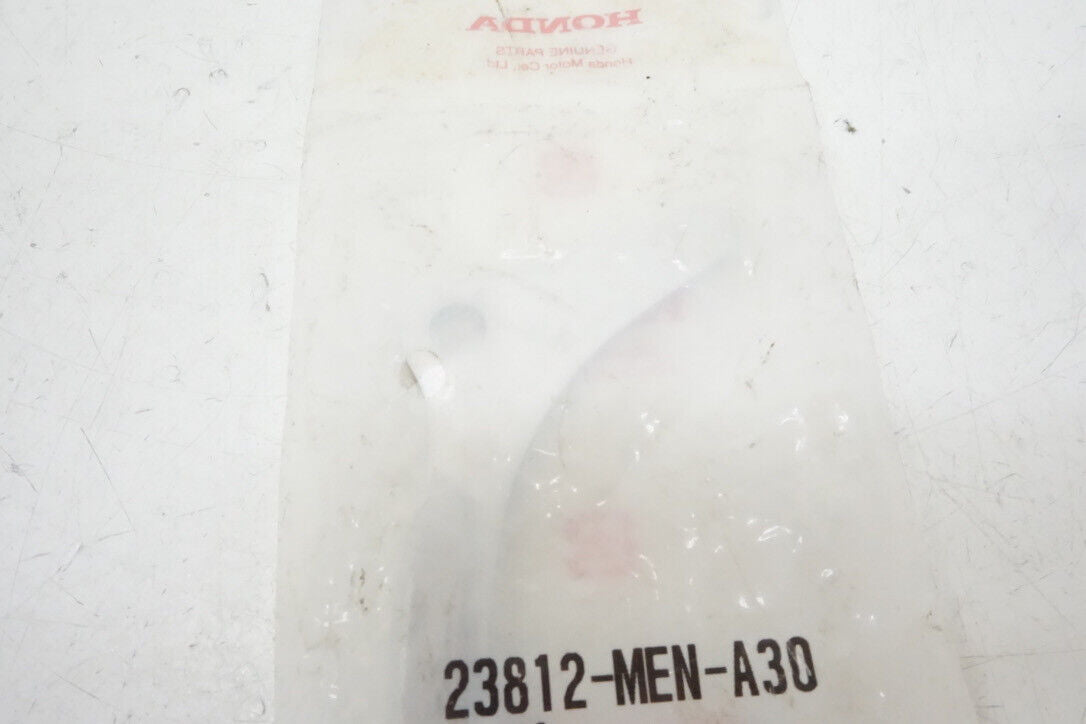 HONDA
GENUINE PARTS
Honda Motor Co., Ltd.
23812-MEN-A30